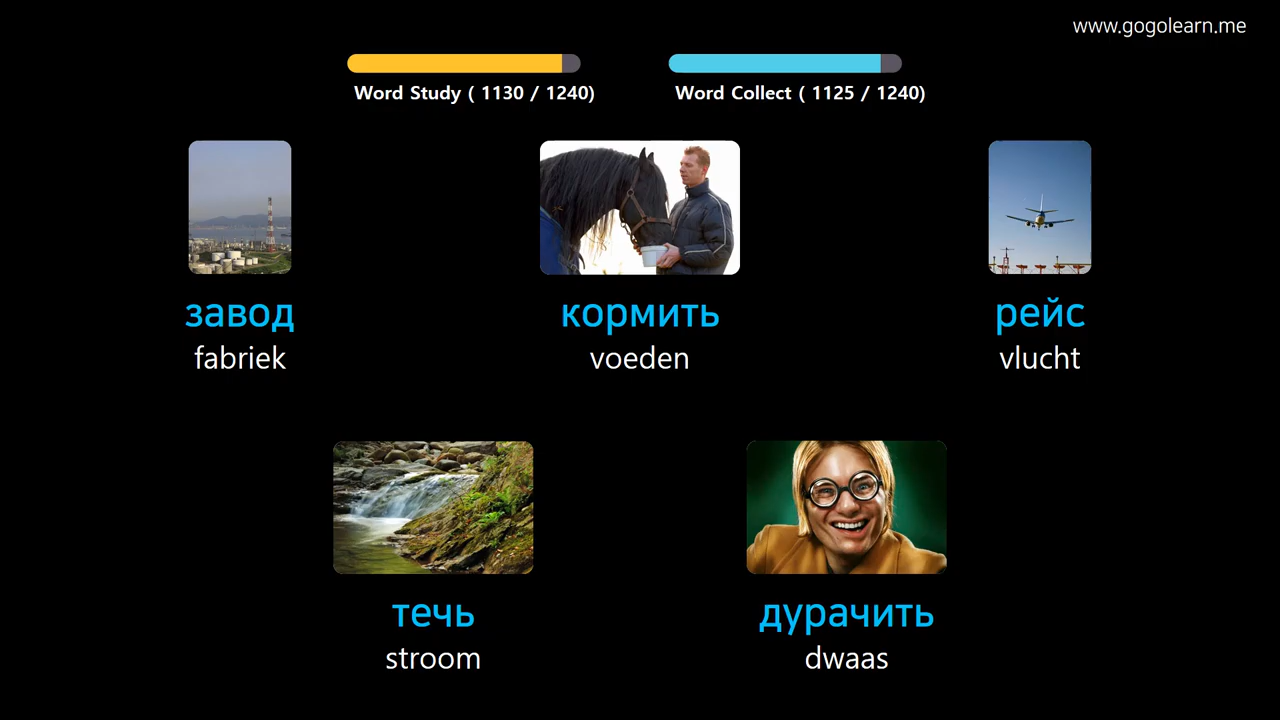 www.gogolearn.me
Word Study ( 1130 / 1240)
Word Collect ( 1125 / 1240)
завод
fabriek
кормить
voeden
рейс
vlucht
течь
stroom
дурачить
dwaas